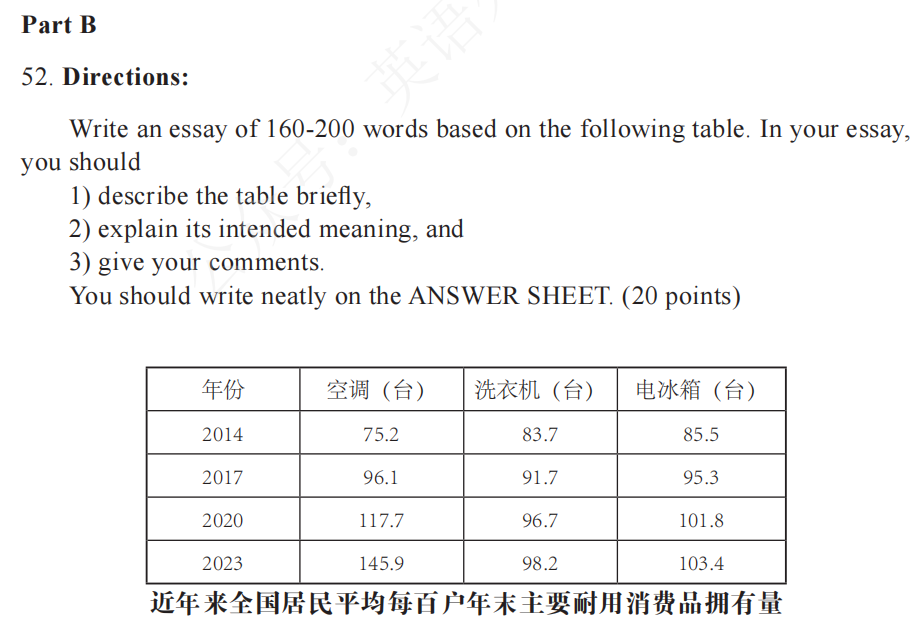 Part B
52. Directions:
Write an essay of 160-200 words based on the following table. In your essay,
you should
1) describe the table briefly,
2) explain its intended meaning, and
3) give your comments.
You should write neatly on the ANSWER SHEET. (20 points)
年份 空调（台） 洗衣机（台） 电冰箱（台）
2014 75.2 83.7 85.5
2017 96.1 91.7 95.3
2020 117.7 96.7 101.8
2023 145.9 98.2 103.4
近年来全国居民平均每百户年末主要耐用消费品拥有量
公众号：英语